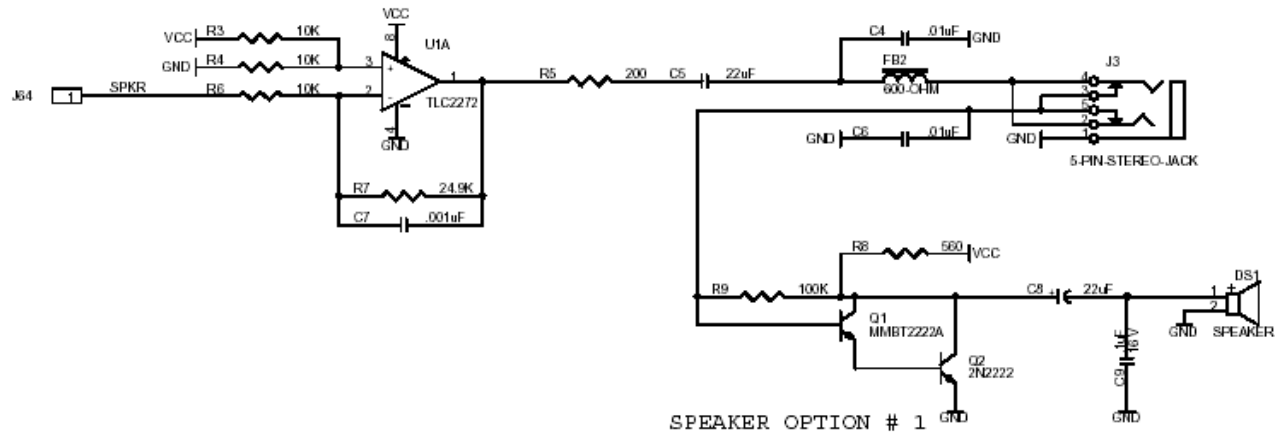 VCC
R3 10K
VCC
8
U1A
GND
R4 10K
3
+
1
J64
1
SPKR
R6 10K
2
-
TLC2272
4
GND
R7 24.9K
C7 .001uF
R5 200
C5 22uF
C4 .01uF
GND
FB2
600-OHM
GND
C6 .01uF
J3
4
3
5
2
GND
1
5-PIN-STEREO-JACK
R8 560
VCC
R9 100K
Q1
MMBT2222A
Q2
2N2222
GND
C8 + 22uF
C9 .1uF
16 V
GND
DS1
1
+
2
GND
SPEAKER
SPEAKER OPTION # 1